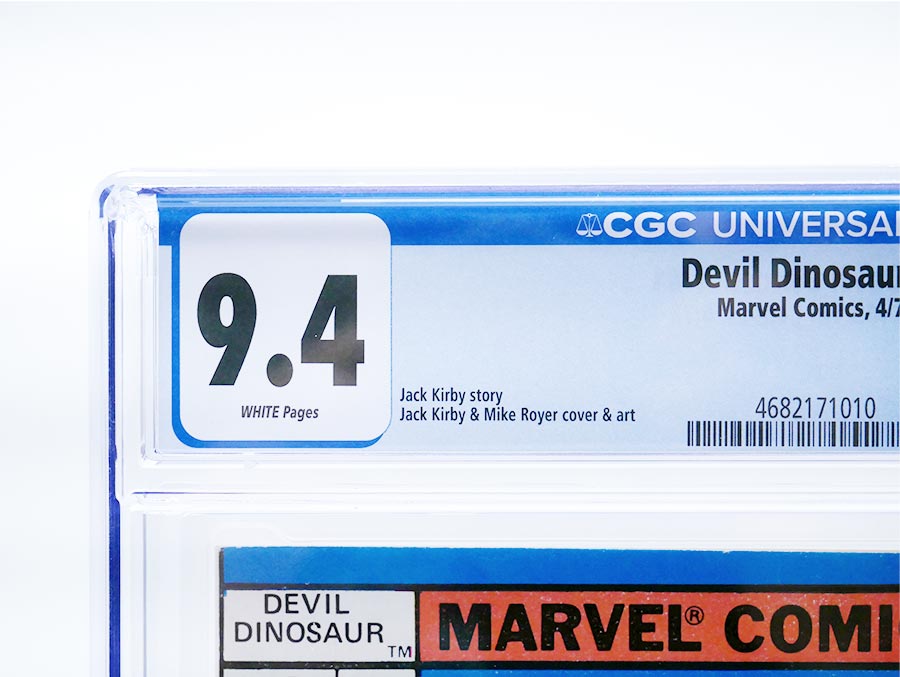 CGC UNIVERSAL
Devil Dinosaur
Marvel Comics, 4/7
9.4
WHITE Pages
Jack Kirby story
Jack Kirby & Mike Royer cover & art
4682171010
DEVIL
DINOSAUR TM
MARVEL® COMI